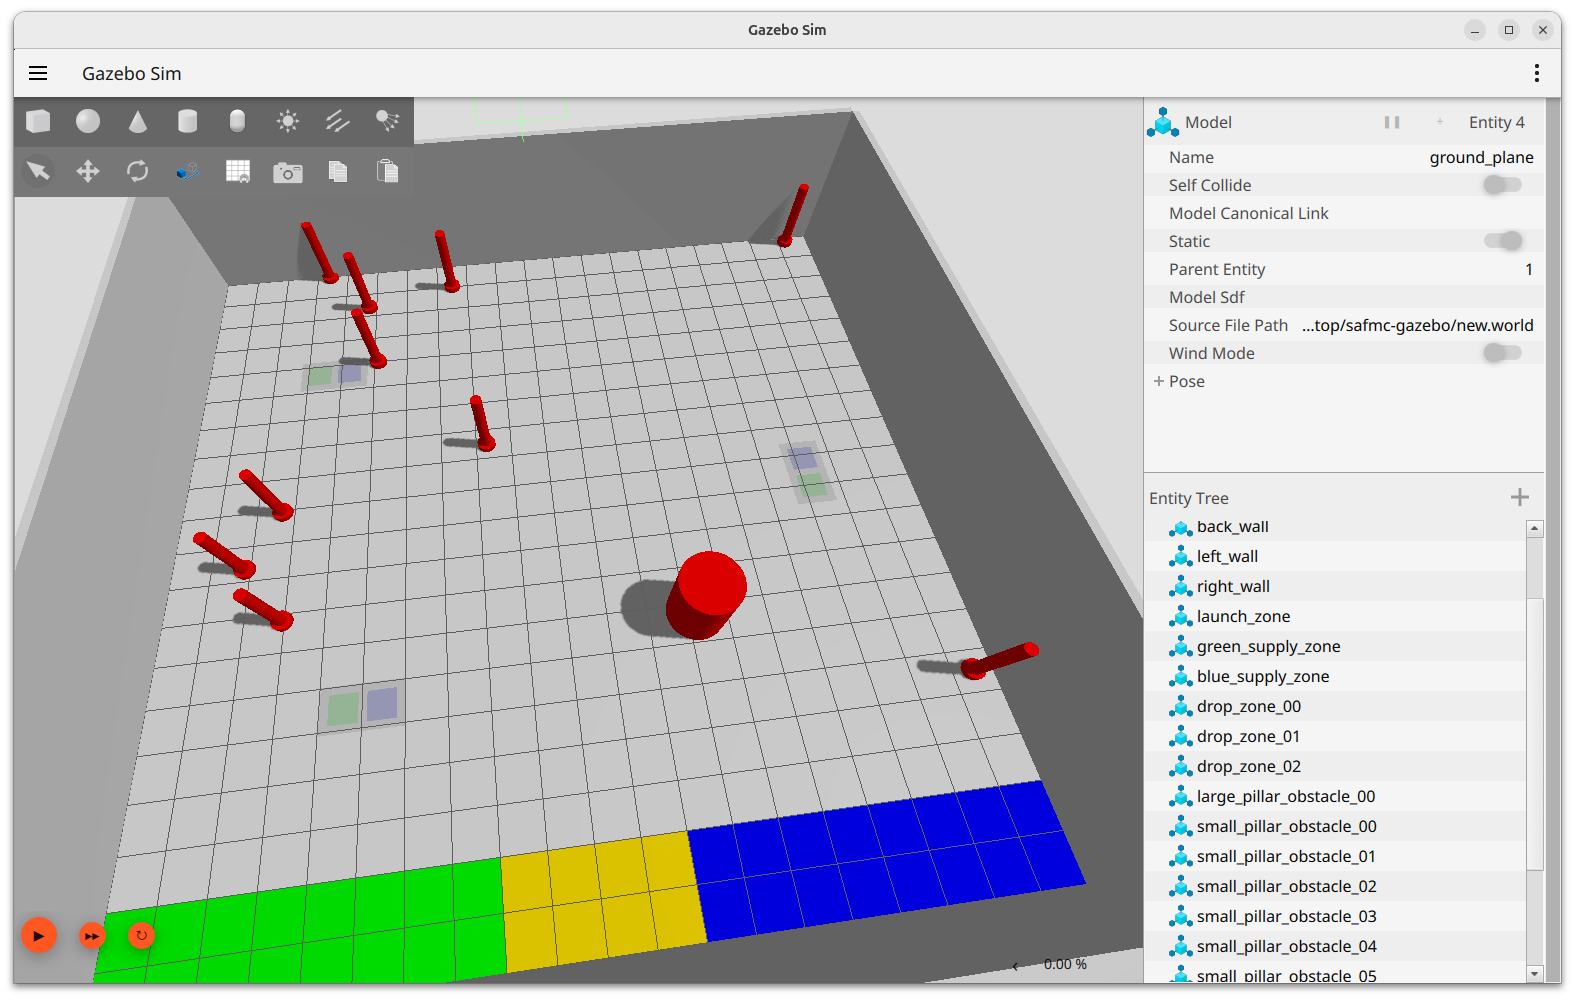 Gazebo Sim
Gazebo Sim
Model
Entity 4
Name
ground_plane
Self Collide
Model Canonical Link
Static
Parent Entity
1
Model Sdf
Source File Path
...top/safmc-gazebo/new.world
Wind Mode
Pose
Entity Tree
back_wall
left_wall
right_wall
launch_zone
green_supply_zone
blue_supply_zone
drop_zone_00
drop_zone_01
drop_zone_02
large_pillar_obstacle_00
small_pillar_obstacle_00
small_pillar_obstacle_01
small_pillar_obstacle_02
small_pillar_obstacle_03
small_pillar_obstacle_04
small_pillar_obstacle_05
0.00 %